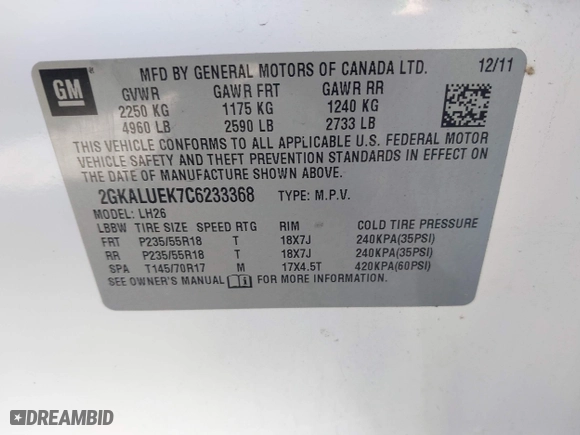 GM
MFD BY GENERAL MOTORS OF CANADA LTD. 12/11
GVWR GAWR FRT GAWR RR
2250 KG 1175 KG 1240 KG
4960 LB 2590 LB 2733 LB
THIS VEHICLE CONFORMS TO ALL APPLICABLE U.S. FEDERAL MOTOR
VEHICLE SAFETY AND THEFT PREVENTION STANDARDS IN EFFECT ON
THE DATE OF MANUFACTURE SHOWN ABOVE.
2GKALUEK7C6233368 TYPE: M.P.V.
MODEL: LH26
LBBW TIRE SIZE SPEED RTG RIM COLD TIRE PRESSURE
FRT P235/55R18 T 18X7J 240KPA(35PSI)
RR P235/55R18 T 18X7J 240KPA(35PSI)
SPA T145/70R17 M 17X4.5T 420KPA(60PSI)
SEE OWNER'S MANUAL FOR MORE INFORMATION.
DREAMBID